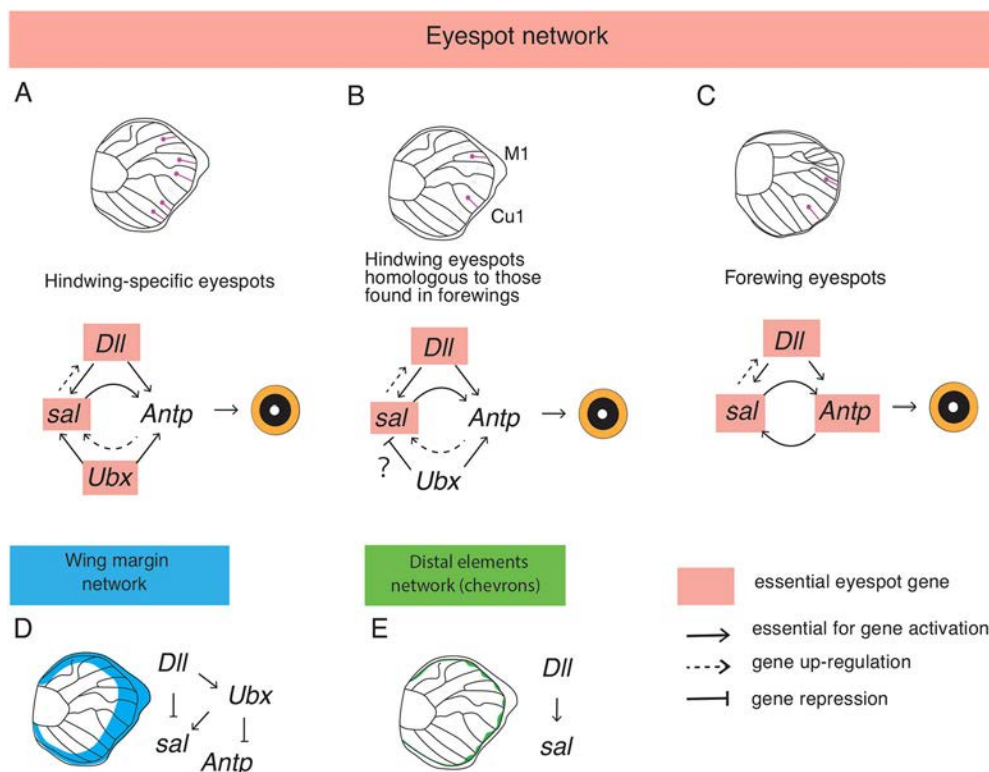 Eyespot network
A
B
C
M1
Cu1
Hindwing-specific eyespots
Hindwing eyespots
homologous to those
found in forewings
Forewing eyespots
Dll
sal
Antp
Ubx
Dll
sal
Antp
?
Ubx
Dll
sal
Antp
Wing margin
network
Distal elements
network (chevrons)
D
Dll
Ubx
sal
Antp
E
Dll
sal
essential eyespot gene
essential for gene activation
gene up-regulation
gene repression